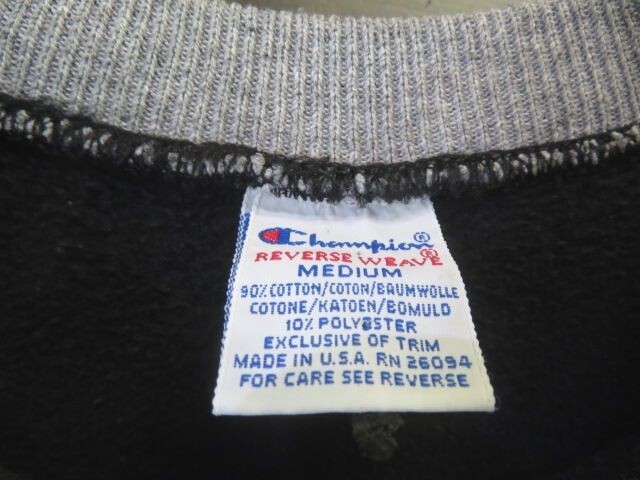 Champion®
REVERSE WEAVE®
MEDIUM
90% COTTON/COTON/BAUMWOLLE
COTONE/KATOEN/BOMULD
10% POLYESTER
EXCLUSIVE OF TRIM
MADE IN U.S.A. RN 26094
FOR CARE SEE REVERSE